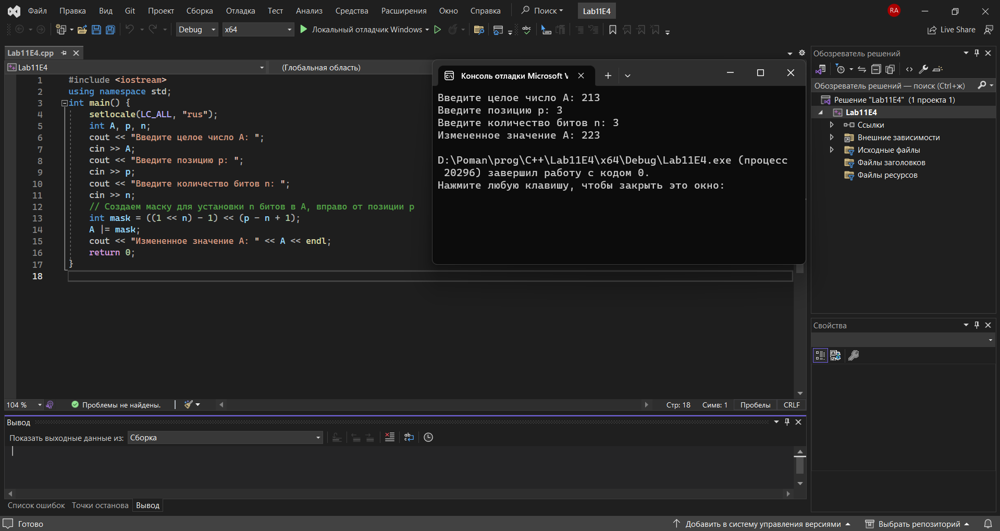 Файл Правка Вид Git Проект Сборка Отладка Тест Анализ Средства Расширения Окно Справка Поиск Lab11E4 RA
Debug x64 Локальный отладчик Windows abc Live Share
Lab11E4.cpp
Lab11E4 (Глобальная область)
1 #include <iostream>
2 using namespace std;
3 int main() {
4 setlocale(LC_ALL, "rus");
5 int A, p, n;
6 cout << "Введите целое число A: ";
7 cin >> A;
8 cout << "Введите позицию p: ";
9 cin >> p;
10 cout << "Введите количество битов n: ";
11 cin >> n;
12 // Создаем маску для установки n битов в A, вправо от позиции p
13 int mask = ((1 << n) - 1) << (p - n + 1);
14 A |= mask;
15 cout << "Измененное значение A: " << A << endl;
16 return 0;
17 }
18
Консоль отладки Microsoft V
Введите целое число A: 213
Введите позицию p: 3
Введите количество битов n: 3
Измененное значение A: 223
D:\Poman\prog\C++\Lab11E4\x64\Debug\Lab11E4.exe (процесс
20296) завершил работу с кодом 0.
Нажмите любую клавишу, чтобы закрыть это окно:
Обозреватель решений
Обозреватель решений — поиск (Ctrl+ж)
Решение "Lab11E4" (1 проекта 1)
Lab11E4
Ссылки
Внешние зависимости
Исходные файлы
Файлы заголовков
Файлы ресурсов
Свойства
104 % Проблемы не найдены. Стр: 18 Симв: 1 Пробелы CRLF
Вывод
Показать выходные данные из: Сборка
Список ошибок Точки останова Вывод
Готово Добавить в систему управления версиями Выбрать репозиторий